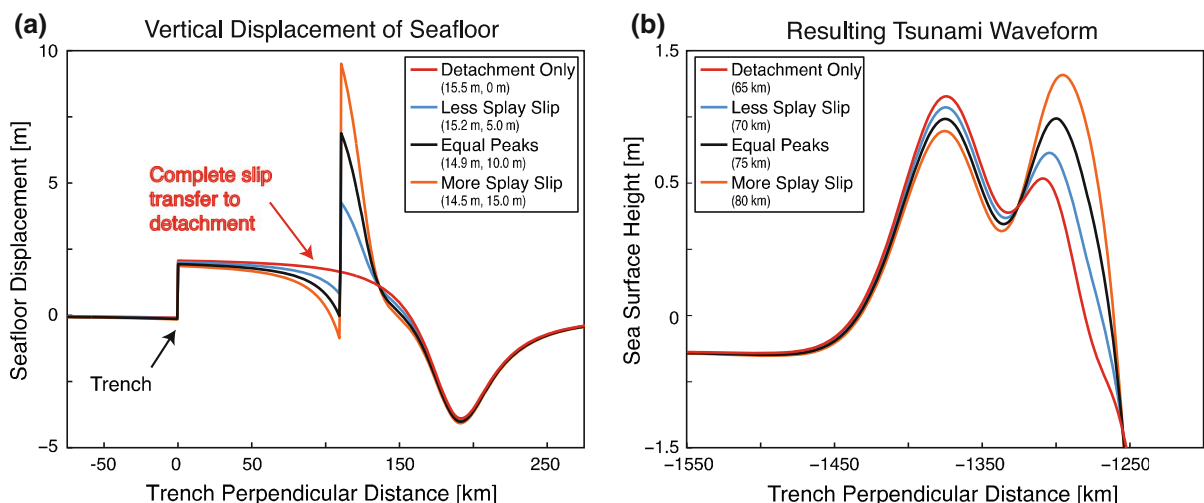 (a)
Vertical Displacement of Seafloor
10
5
0
−5
Seafloor Displacement [m]
Detachment Only
(15.5 m, 0 m)
Less Splay Slip
(15.2 m, 5.0 m)
Equal Peaks
(14.9 m, 10.0 m)
More Splay Slip
(14.5 m, 15.0 m)
Complete slip
transfer to
detachment
Trench
-50 0 50 100 150 250
Trench Perpendicular Distance [km]
(b)
Resulting Tsunami Waveform
1.5
0.5
0
-1.5
Sea Surface Height [m]
Detachment Only
(65 km)
Less Splay Slip
(70 km)
Equal Peaks
(75 km)
More Splay Slip
(80 km)
−1550 −1450 −1350 −1250
Trench Perpendicular Distance [km]